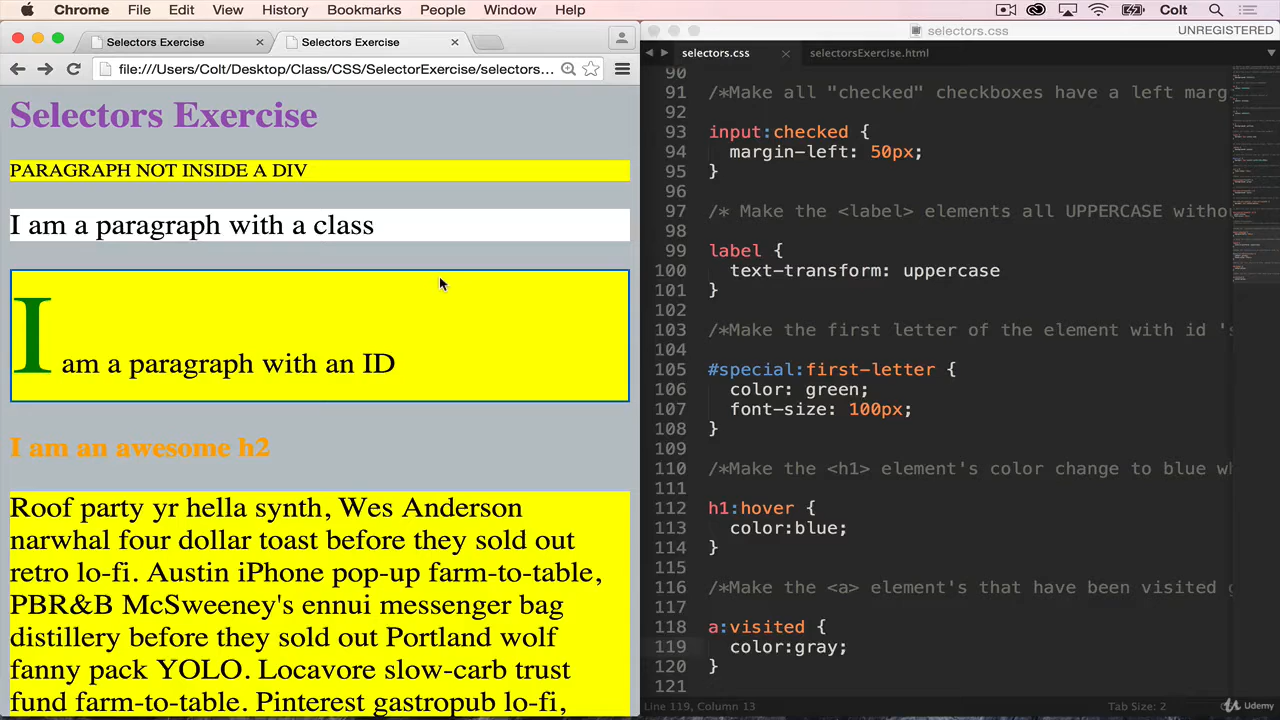 Chrome File Edit View History Bookmarks People Window Help Colt
Selectors Exercise
Selectors Exercise
file:///Users/Colt/Desktop/Class/CSS/SelectorExercise/selectors...
Selectors Exercise
PARAGRAPH NOT INSIDE A DIV
I am a paragraph with a class
I am a paragraph with an ID
I am an awesome h2
Roof party yr hella synth, Wes Anderson
narwhal four dollar toast before they sold out
retro lo-fi. Austin iPhone pop-up farm-to-table,
PBR&B McSweeney's ennui messenger bag
distillery before they sold out Portland wolf
fanny pack YOLO. Locavore slow-carb trust
fund farm-to-table. Pinterest gastropub lo-fi,
selectors.css
UNREGISTERED
selectors.css selectorsExercise.html
90
91 /*Make all "checked" checkboxes have a left marg
92
93 input:checked {
94 margin-left: 50px;
95 }
96
97 /* Make the <label> elements all UPPERCASE withou
98
99 label {
100 text-transform: uppercase
101 }
102
103 /*Make the first letter of the element with id 's
104
105 #special:first-letter {
106 color: green;
107 font-size: 100px;
108 }
109
110 /*Make the <h1> element's color change to blue w
111
112 h1:hover {
113 color:blue;
114 }
115
116 /*Make the <a> element's that have been visited g
117
118 a:visited {
119 color:gray;
120 }
121
Line 119, Column 13
Tab Size: 2
Udemy